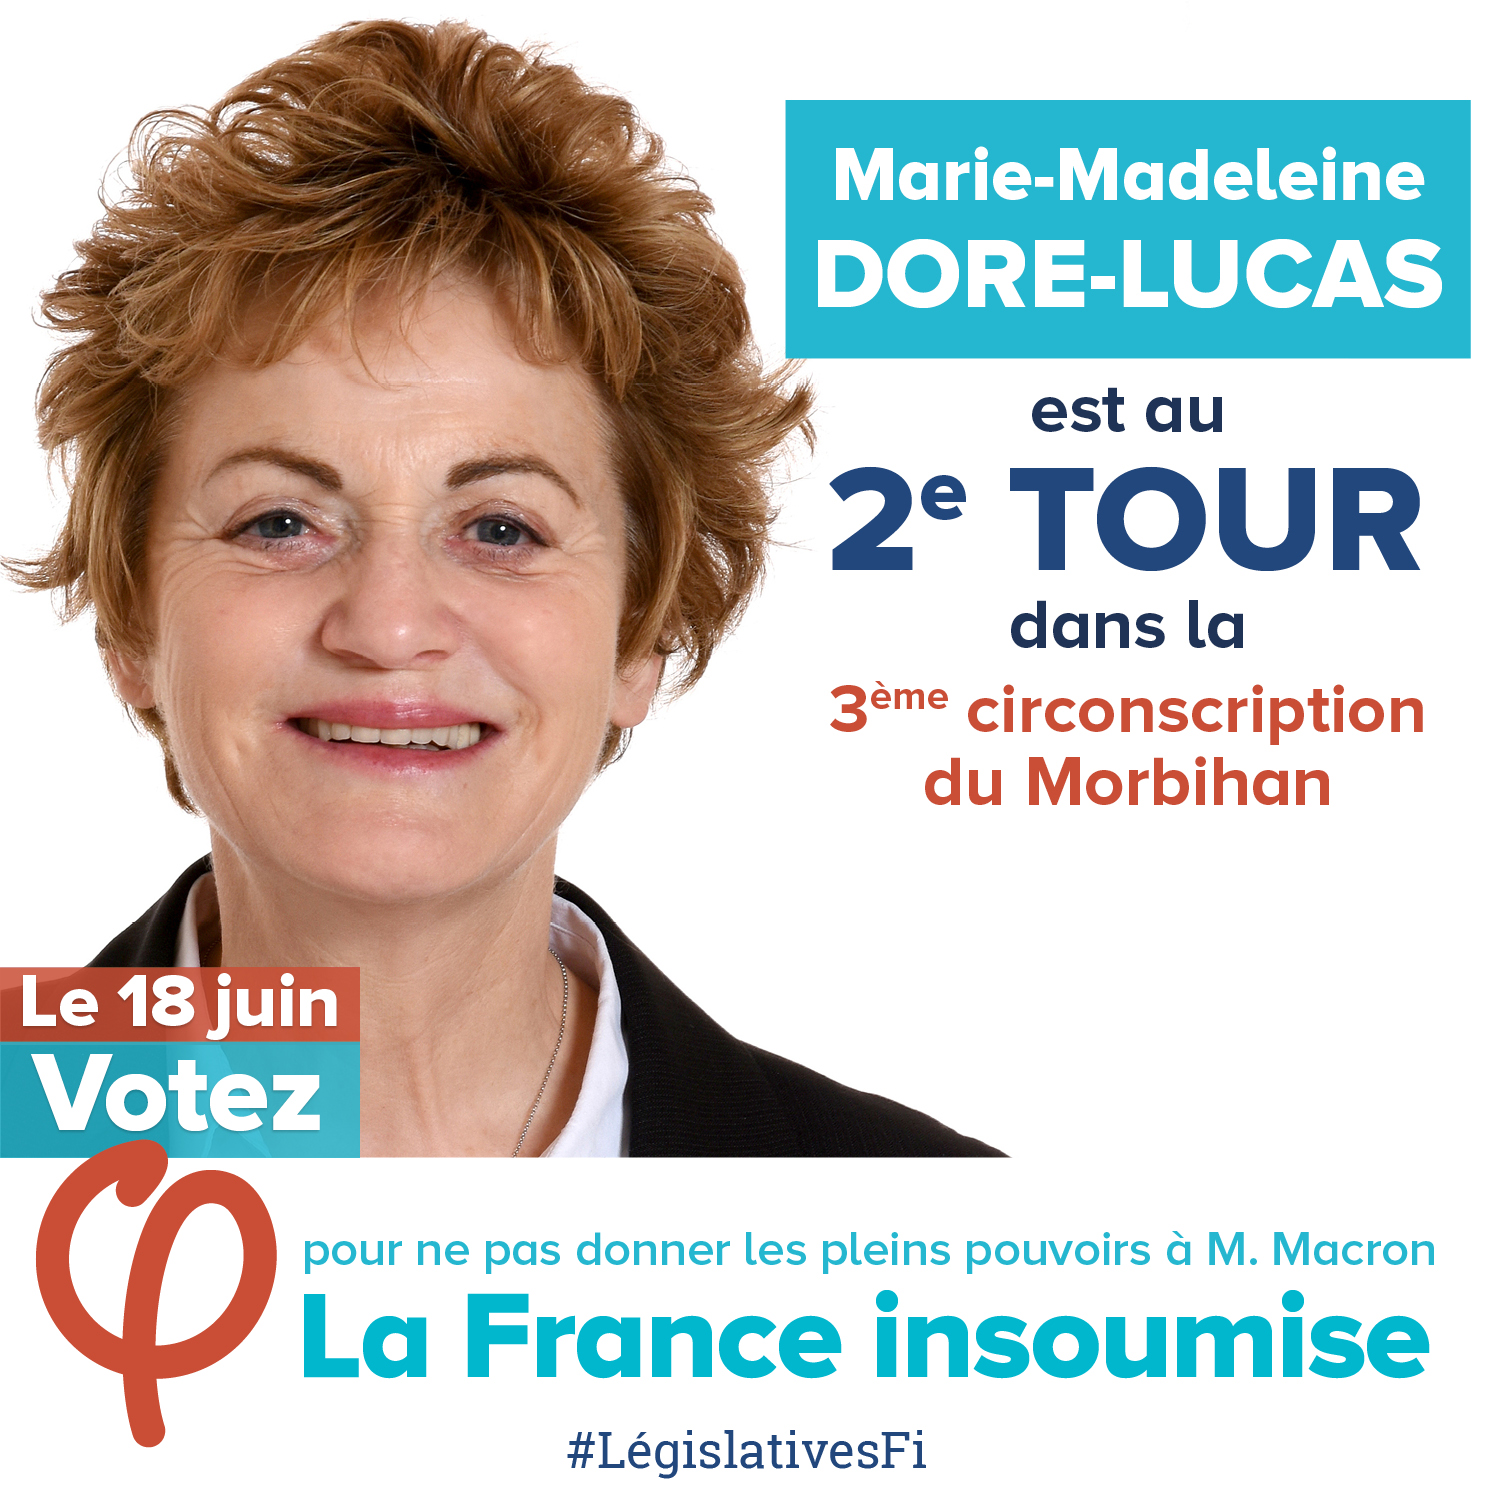 Marie-Madeleine
DORE-LUCAS
est au
2e TOUR
dans la
3ème circonscription
du Morbihan
Le 18 juin
Votez
φ
pour ne pas donner les pleins pouvoirs à M. Macron
La France insoumise
#LégislativesFi